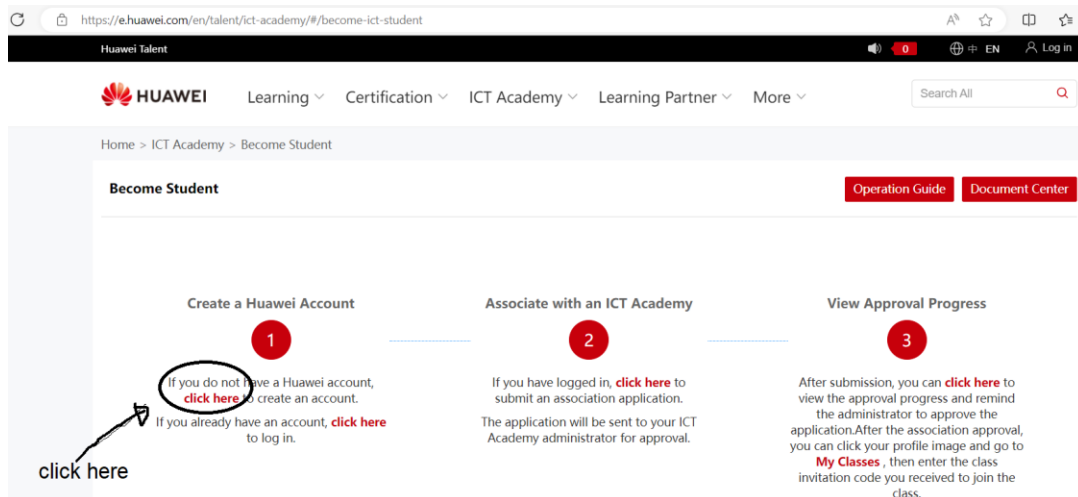 https://e.huawei.com/en/talent/ict-academy/#/become-ict-student
Huawei Talent
0 中 EN Log in
HUAWEI Learning Certification ICT Academy Learning Partner More Search All
Home > ICT Academy > Become Student
Become Student Operation Guide Document Center
Create a Huawei Account
1
If you do not have a Huawei account,
click here to create an account.
If you already have an account, click here
to log in.
click here
Associate with an ICT Academy
2
If you have logged in, click here to
submit an association application.
The application will be sent to your ICT
Academy administrator for approval.
View Approval Progress
3
After submission, you can click here to
view the approval progress and remind
the administrator to approve the
application.After the association approval,
you can click your profile image and go to
My Classes , then enter the class
invitation code you received to join the
class.